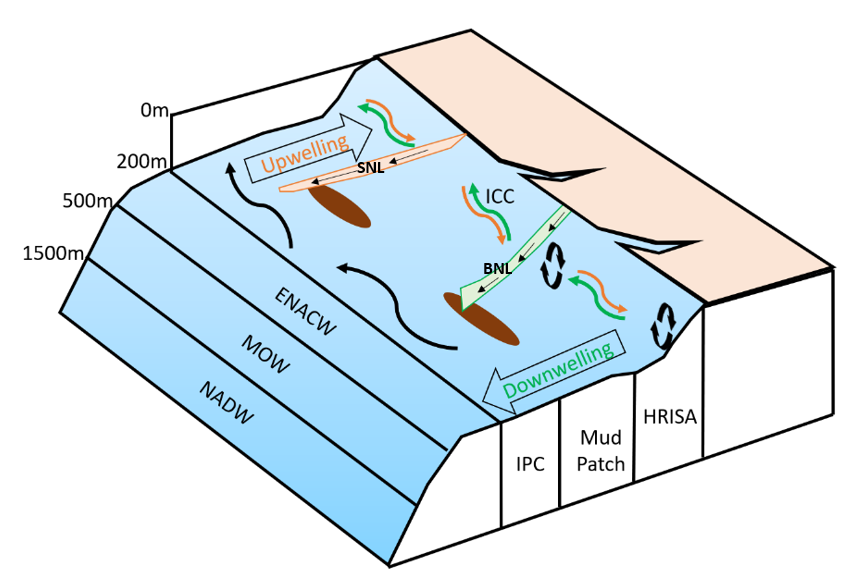 0m
200m
500m
1500m
Upwelling
SNL
ICC
BNL
ENACW
MOW
NADW
Downwelling
IPC
Mud
Patch
HRISA